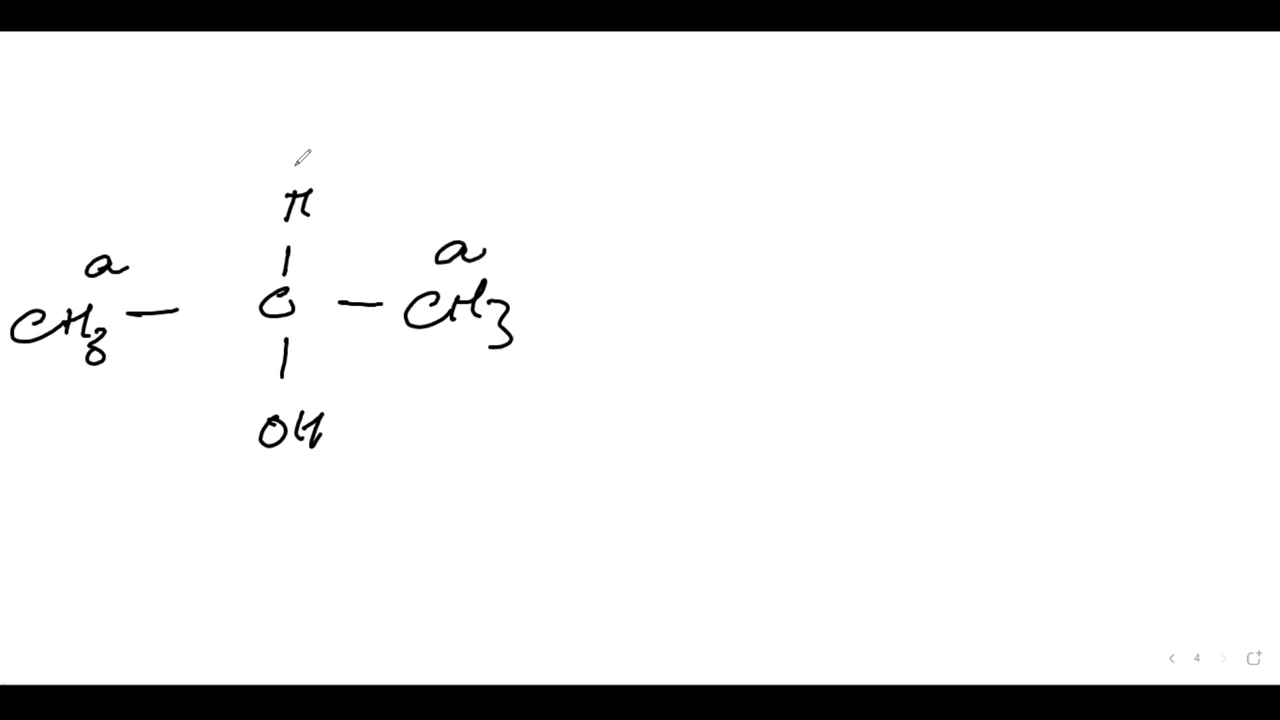 H
a a
CH3 — C — CH3
OH
4